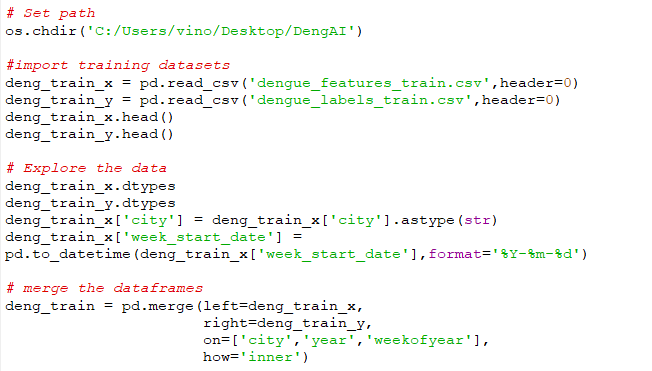 # Set path
os.chdir('C:/Users/vino/Desktop/DengAI')
#import training datasets
deng_train_x = pd.read_csv('dengue_features_train.csv',header=0)
deng_train_y = pd.read_csv('dengue_labels_train.csv',header=0)
deng_train_x.head()
deng_train_y.head()
# Explore the data
deng_train_x.dtypes
deng_train_y.dtypes
deng_train_x['city'] = deng_train_x['city'].astype(str)
deng_train_x['week_start_date'] =
pd.to_datetime(deng_train_x['week_start_date'],format='%Y-%m-%d')
# merge the dataframes
deng_train = pd.merge(left=deng_train_x,
right=deng_train_y,
on=['city','year','weekofyear'],
how='inner')